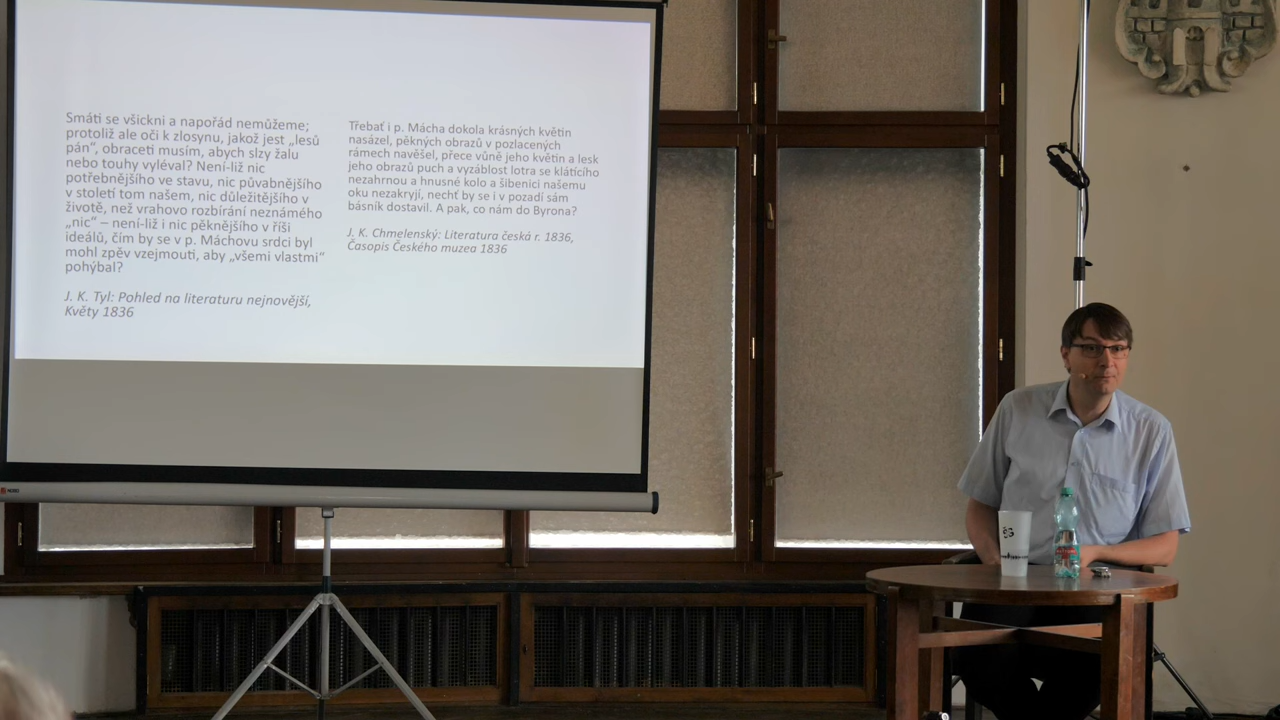 Smáti se všickni a napořád nemůžeme;
protoliž ale oči k zlosynu, jakož jest „lesů
pán“, obraceti musím, abych slzy žalu
nebo touhy vyléval? Není-liž nic
potřebnějšího ve stavu, nic půvabnějšího
v století tom našem, nic důležitějšího v
životě, než vrahovo rozbírání neznámého
„nic“ – není-liž i nic pěknějšího v říši
ideálů, čím by se v p. Máchovu srdci byl
mohl zpěv vzejmouti, aby „všemi vlastmi“
pohýbal?
J. K. Tyl: Pohled na literaturu nejnovější,
Květy 1836
Třebať i p. Mácha dokola krásných květin
nasázel, pěkných obrazů v pozlacených
rámech navěšel, přece vůně jeho květin a lesk
jeho obrazů puch a vyzáblost lotra se klátícího
nezahrnou a hnusné kolo a šibenici našemu
oku nezakryjí, nechť by se i v pozadí sám
básník dostavil. A pak, co nám do Byrona?
J. K. Chmelenský: Literatura česká r. 1836,
Časopis Českého muzea 1836